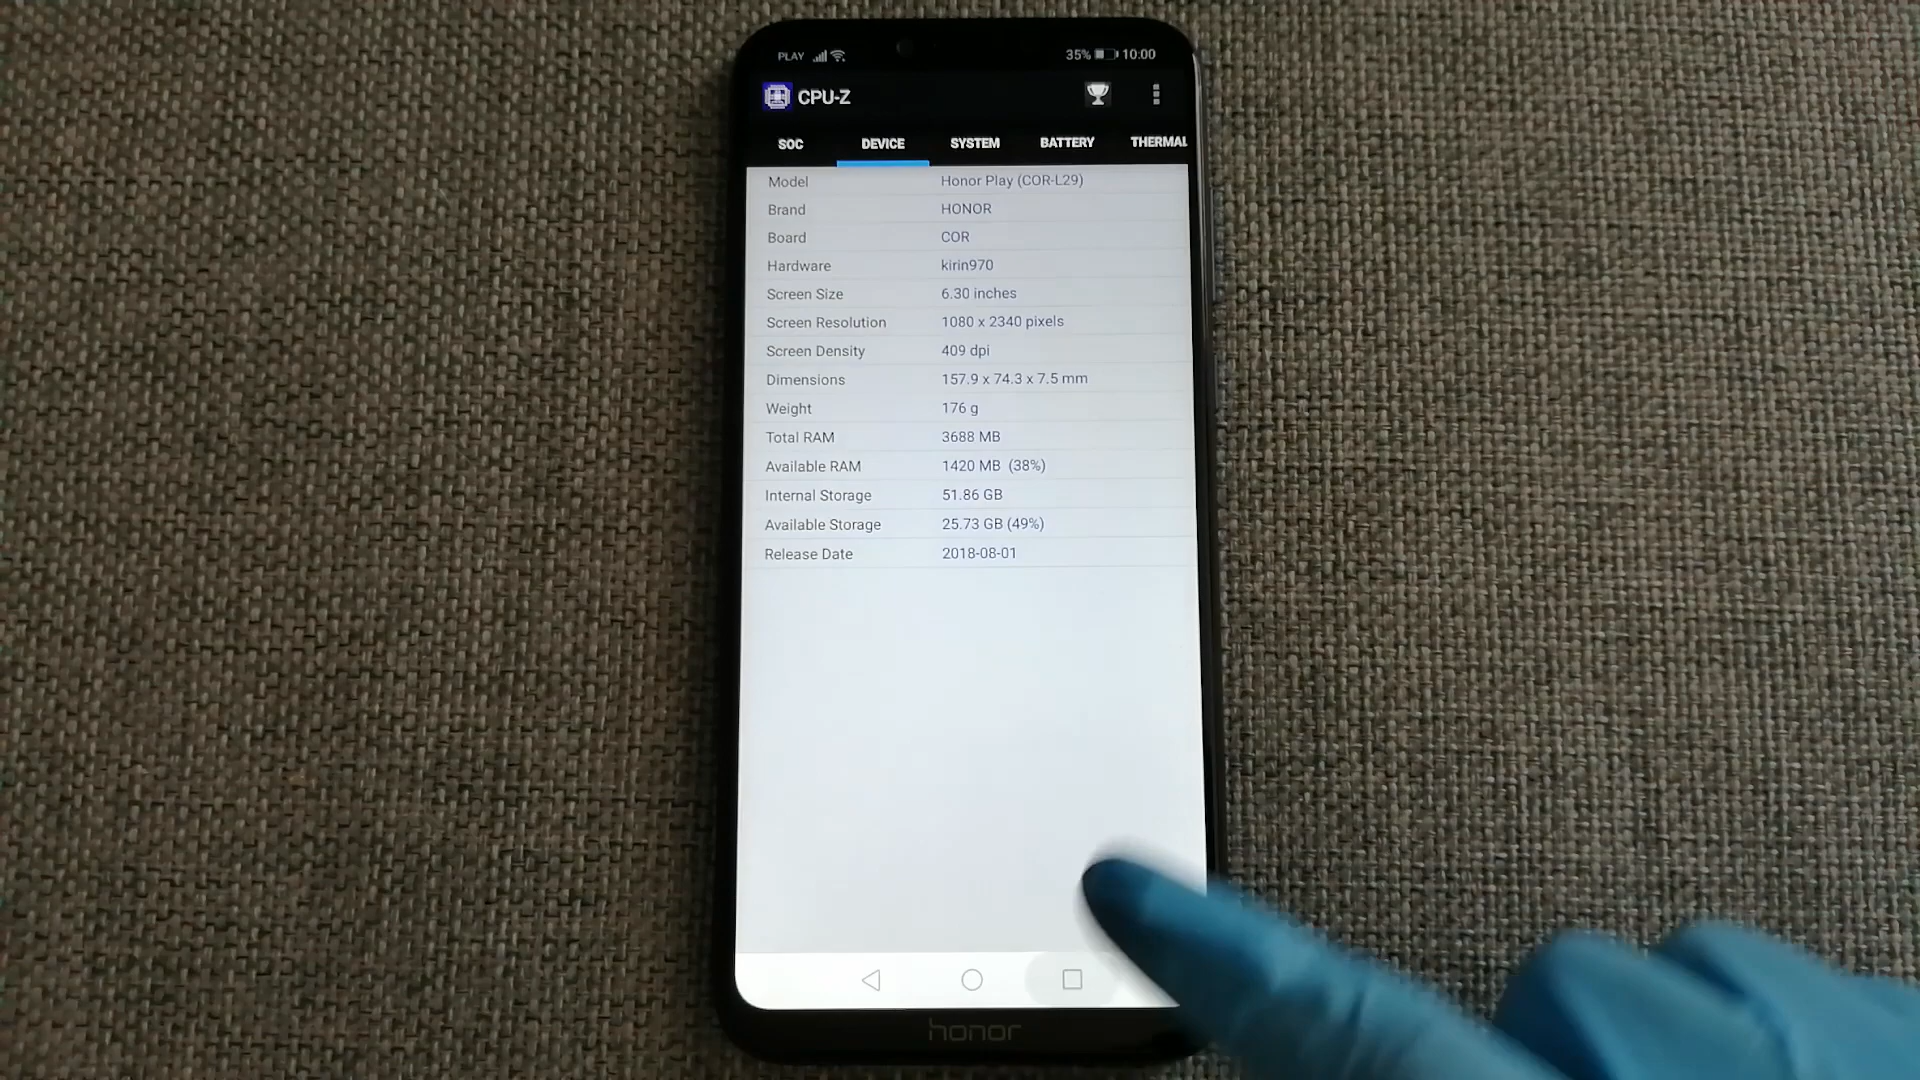 PLAY 35% 10:00
CPU-Z
SOC DEVICE SYSTEM BATTERY THERMAL
Model Honor Play (COR-L29)
Brand HONOR
Board COR
Hardware kirin970
Screen Size 6.30 inches
Screen Resolution 1080 x 2340 pixels
Screen Density 409 dpi
Dimensions 157.9 x 74.3 x 7.5 mm
Weight 176 g
Total RAM 3688 MB
Available RAM 1420 MB (38%)
Internal Storage 51.86 GB
Available Storage 25.73 GB (49%)
Release Date 2018-08-01
honor